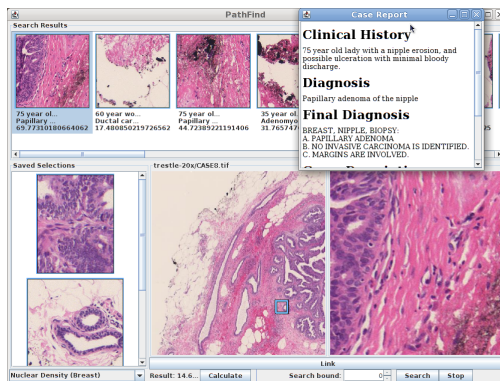 PathFind
Search Results
75 year ol...
Papillary ...
69.77310180664062
60 year wo...
Ductal car...
17.480850219726562
75 year ol...
Papillary ...
44.72389221191406
35 year ol
Adenomyo
31.765747
Case Report
Clinical History
75 year old lady with a nipple erosion, and
possible ulceration with minimal bloody
discharge.
Diagnosis
Papillary adenoma of the nipple
Final Diagnosis
BREAST, NIPPLE, BIOPSY:
A. PAPILLARY ADENOMA
B. NO INVASIVE CARCINOMA IS IDENTIFIED.
C. MARGINS ARE INVOLVED.
Saved Selections
trestle-20x/CASE8.tif
Link
Nuclear Density (Breast)
Result: 14.6...
Calculate
Search bound:
0
Search
Stop